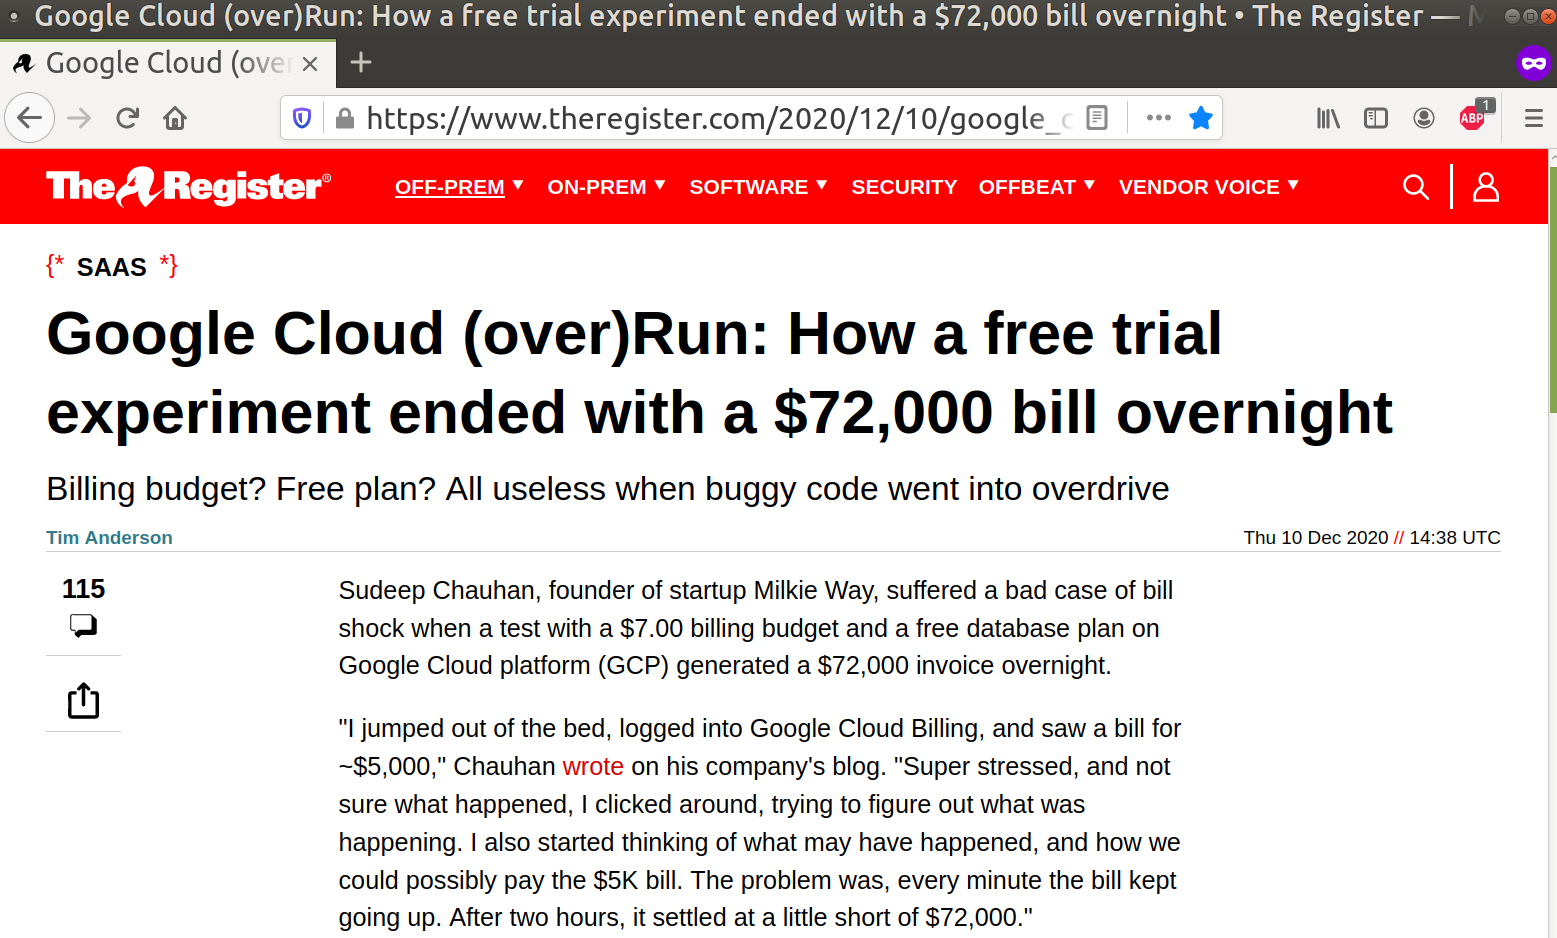 Google Cloud (over)Run: How a free trial experiment ended with a $72,000 bill overnight • The Register —
Google Cloud (over
https://www.theregister.com/2020/12/10/google_c
ABP
1
The Register®
OFF-PREM ▼ ON-PREM ▼ SOFTWARE ▼ SECURITY OFFBEAT ▼ VENDOR VOICE ▼
{* SAAS *}
Google Cloud (over)Run: How a free trial
experiment ended with a $72,000 bill overnight
Billing budget? Free plan? All useless when buggy code went into overdrive
Tim Anderson
Thu 10 Dec 2020 // 14:38 UTC
115
Sudeep Chauhan, founder of startup Milkie Way, suffered a bad case of bill
shock when a test with a $7.00 billing budget and a free database plan on
Google Cloud platform (GCP) generated a $72,000 invoice overnight.
"I jumped out of the bed, logged into Google Cloud Billing, and saw a bill for
~$5,000," Chauhan wrote on his company's blog. "Super stressed, and not
sure what happened, I clicked around, trying to figure out what was
happening. I also started thinking of what may have happened, and how we
could possibly pay the $5K bill. The problem was, every minute the bill kept
going up. After two hours, it settled at a little short of $72,000."